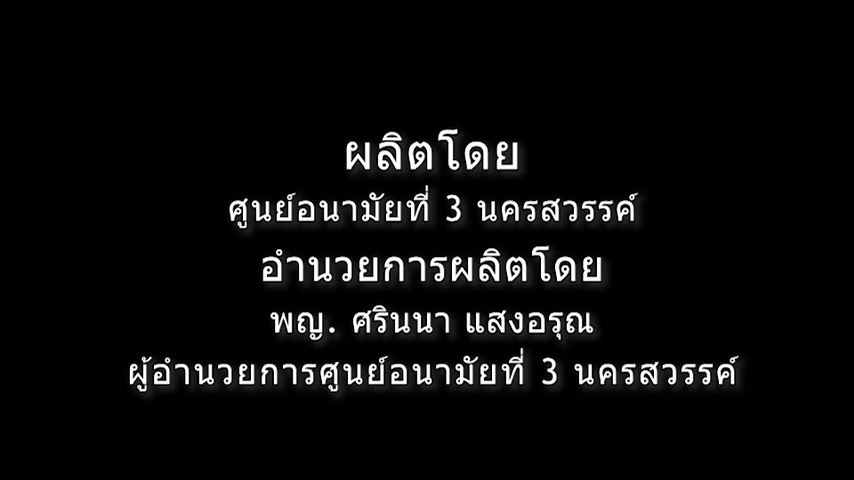 ผลิตโดย
ศูนย์อนามัยที่ 3 นครสวรรค์
อำนวยการผลิตโดย
พญ. ศรินนา แสงอรุณ
ผู้อำนวยการศูนย์อนามัยที่ 3 นครสวรรค์